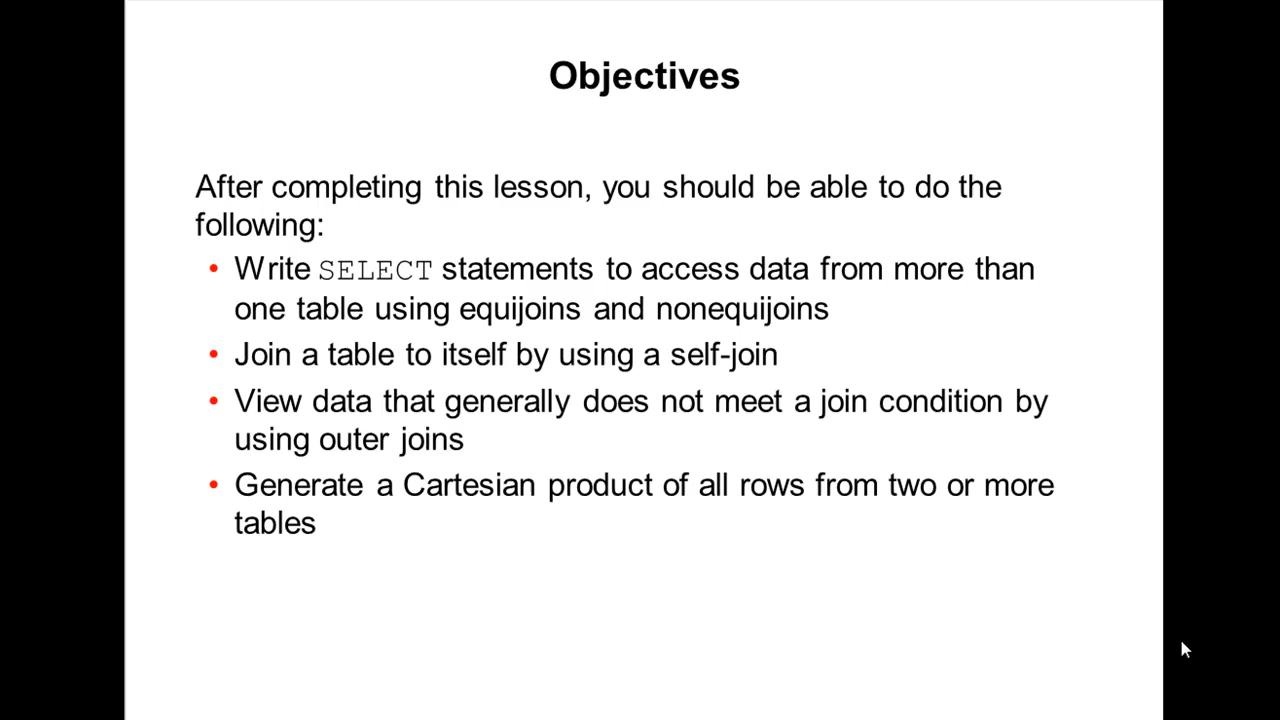 Objectives
After completing this lesson, you should be able to do the
following:
• Write SELECT statements to access data from more than
one table using equijoins and nonequijoins
• Join a table to itself by using a self-join
• View data that generally does not meet a join condition by
using outer joins
• Generate a Cartesian product of all rows from two or more
tables